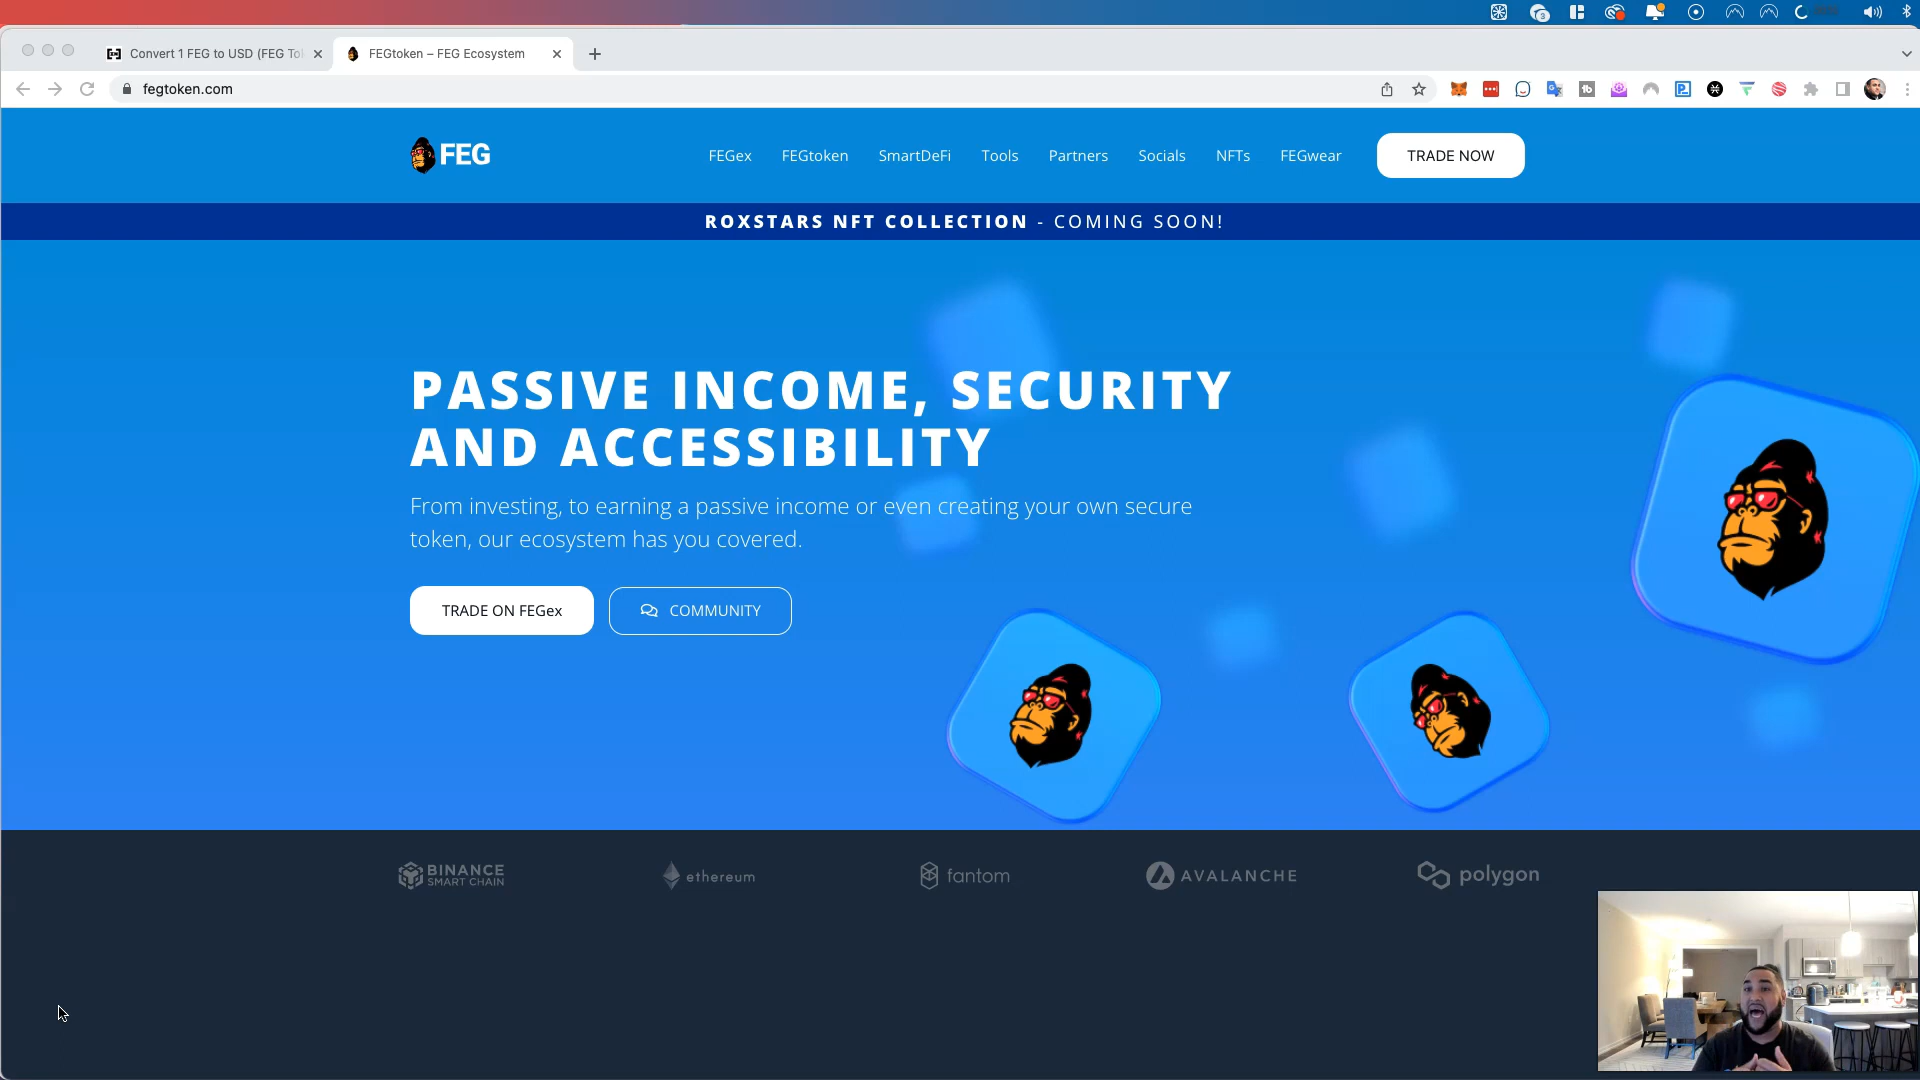 3
Convert 1 FEG to USD (FEG To
FEGtoken – FEG Ecosystem
fegtoken.com
FEG
FEGex
FEGtoken
SmartDeFi
Tools
Partners
Socials
NFTs
FEGwear
TRADE NOW
ROXSTARS NFT COLLECTION - COMING SOON!
PASSIVE INCOME, SECURITY
AND ACCESSIBILITY
From investing, to earning a passive income or even creating your own secure
token, our ecosystem has you covered.
TRADE ON FEGex
COMMUNITY
BINANCE
SMART CHAIN
ethereum
fantom
AVALANCHE
polygon